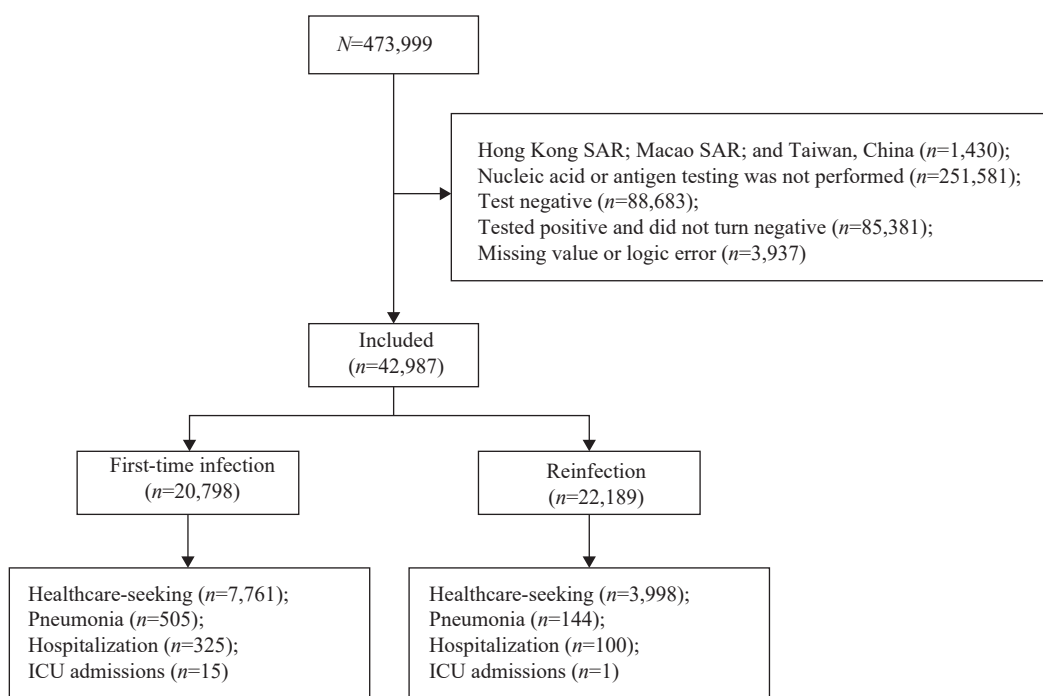 N=473,999
Hong Kong SAR; Macao SAR; and Taiwan, China (n=1,430);
Nucleic acid or antigen testing was not performed (n=251,581);
Test negative (n=88,683);
Tested positive and did not turn negative (n=85,381);
Missing value or logic error (n=3,937)
Included
(n=42,987)
First-time infection
(n=20,798)
Reinfection
(n=22,189)
Healthcare-seeking (n=7,761);
Pneumonia (n=505);
Hospitalization (n=325);
ICU admissions (n=15)
Healthcare-seeking (n=3,998);
Pneumonia (n=144);
Hospitalization (n=100);
ICU admissions (n=1)